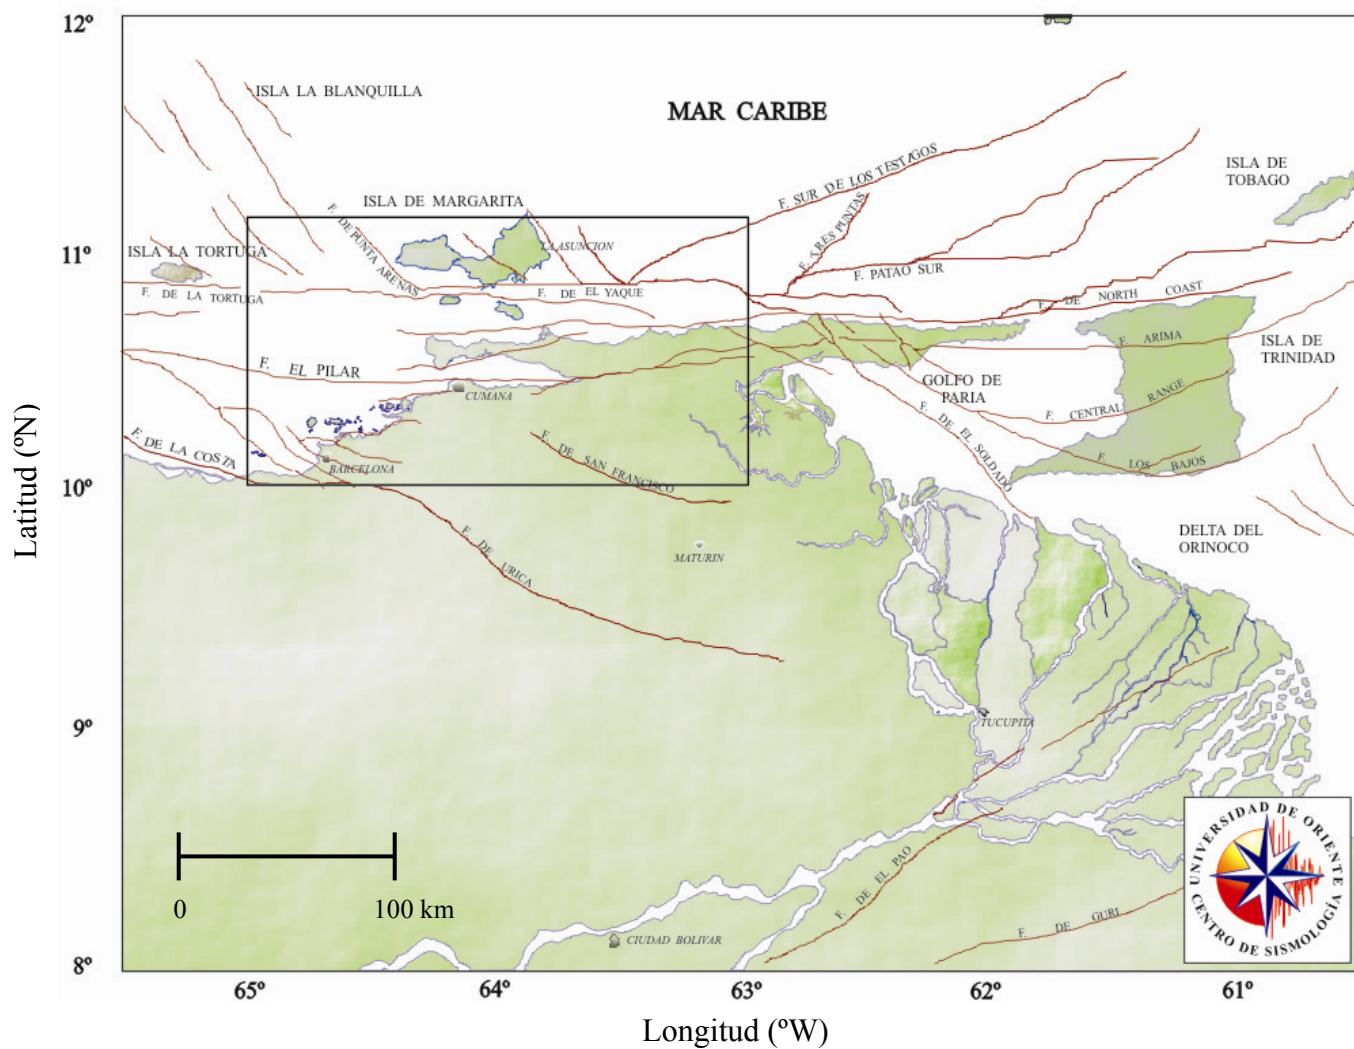 12º
ISLA LA BLANQUILLA
MAR CARIBE
F. SUR DE LOS TESTIGOS
ISLA DE
TOBAGO
ISLA DE MARGARITA
F. DE PUNTA ARENAS
LA ASUNCION
F. TRES PUNTAS
11º
ISLA LA TORTUGA
F. PATAO SUR
F. DE LA TORTUGA
F. DE EL YAQUE
F. DE NORTH COAST
F. ARIMA
ISLA DE
TRINIDAD
F. EL PILAR
CUMANA
GOLFO DE
PARIA
F. CENTRAL RANGE
F. DE EL SOLDADO
F. DE LA COSTA
BARCELONA
F. DE SAN FRANCISCO
F. LOS BAJOS
10º
F. DE URICA
MATURIN
DELTA DEL
ORINOCO
9º
TUCUPITA
0 100 km
F. DE EL PAO
F. DE GURI
CIUDAD BOLIVAR
UNIVERSIDAD DE ORIENTE
CENTRO DE SISMOLOGÍA
8º
65º 64º 63º 62º 61º
Latitud (ºN)
Longitud (ºW)